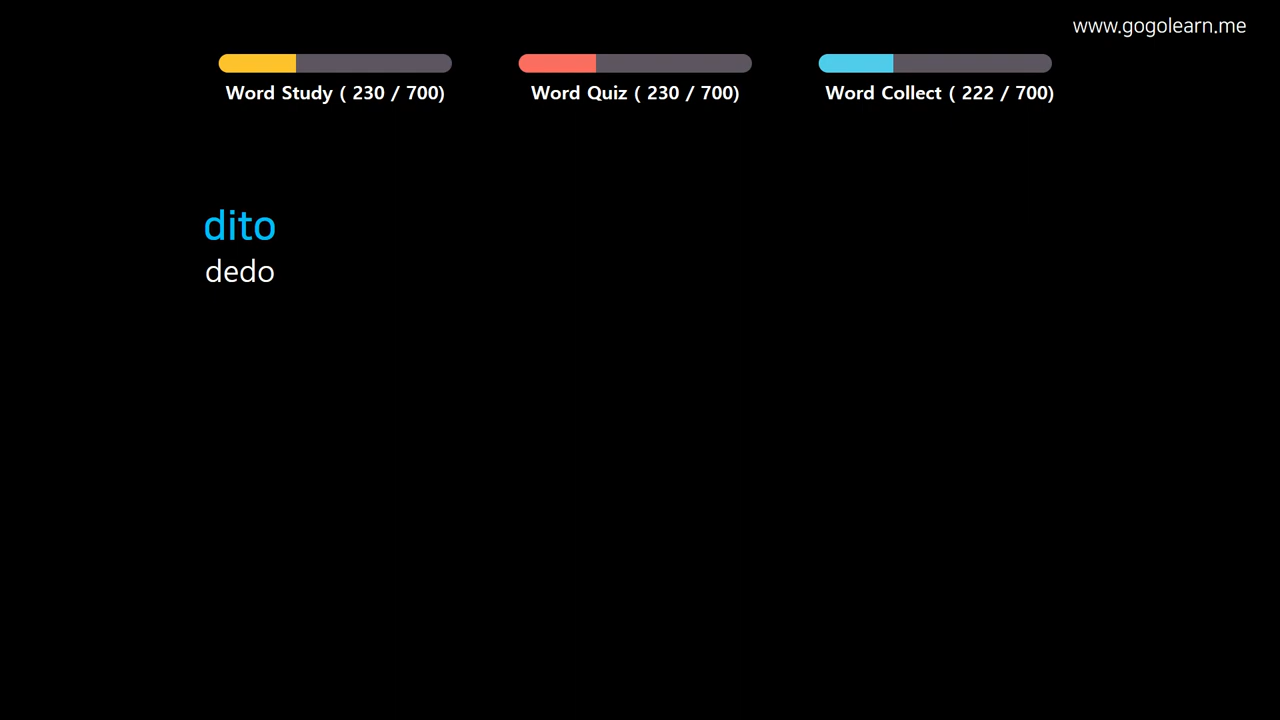 www.gogolearn.me
Word Study ( 230 / 700)
Word Quiz ( 230 / 700)
Word Collect ( 222 / 700)
dito
dedo